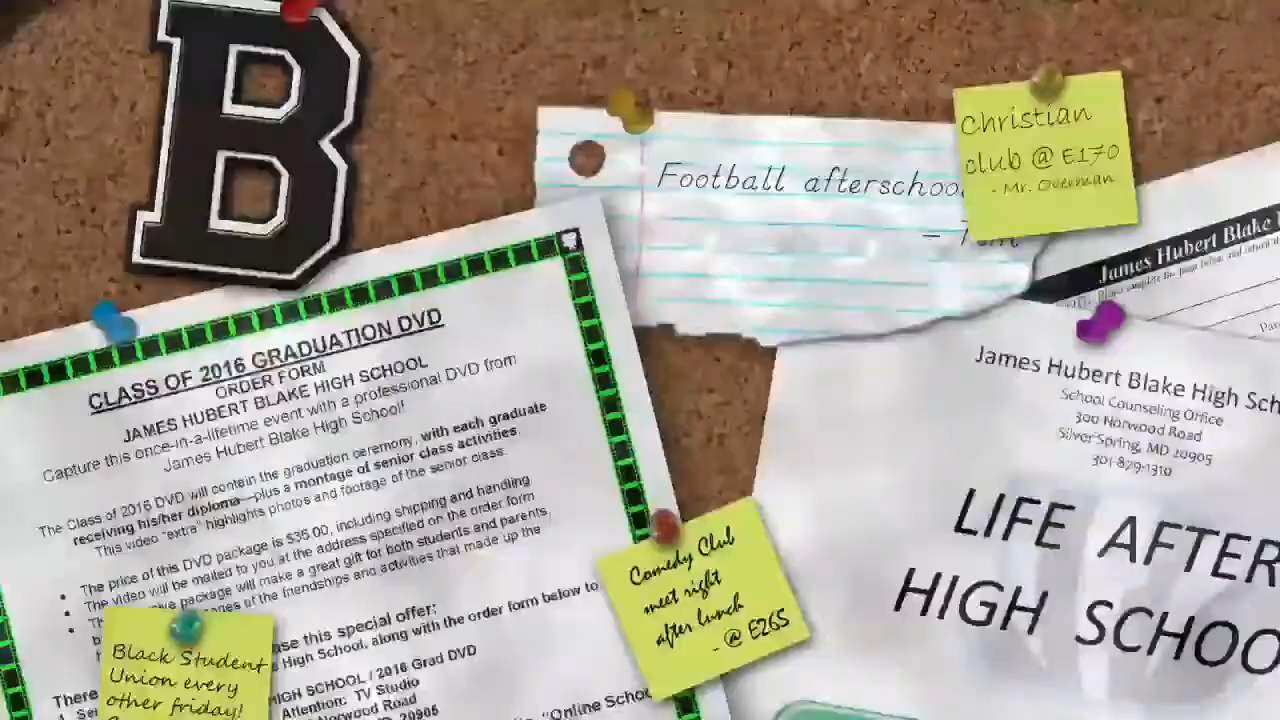 B
Christian
club @ E170
- Mr. Overman
Football afterschoo
James Hubert Blake
CLASS OF 2016 GRADUATION DVD
ORDER FORM
JAMES HUBERT BLAKE HIGH SCHOOL
Capture this once-in-a-lifetime event with a professional DVD from
James Hubert Blake High School!
The Class of 2016 DVD will contain the graduation ceremony, with each graduate
receiving his/her diploma—plus a montage of senior class activities.
This video "extra" highlights photos and footage of the senior class.
• The price of this DVD package is $35.00, including shipping and handling
• The video will be mailed to you at the address specified on the order form
• package will make a great gift for both students and parents,
of the friendships and activities that made up the
this special offer:
High School, along with the order form below to
HIGH SCHOOL / 2016 Grad DVD
Attention: TV Studio
Norwood Road
20905
"Online
Black Student
Union every
other friday!
Comedy Club
meet right
after lunch
- @ E265
James Hubert Blake High Sch
School Counseling Office
300 Norwood Road
Silver Spring, MD 20905
301-879-1310
LIFE AFTER
HIGH SCHOO